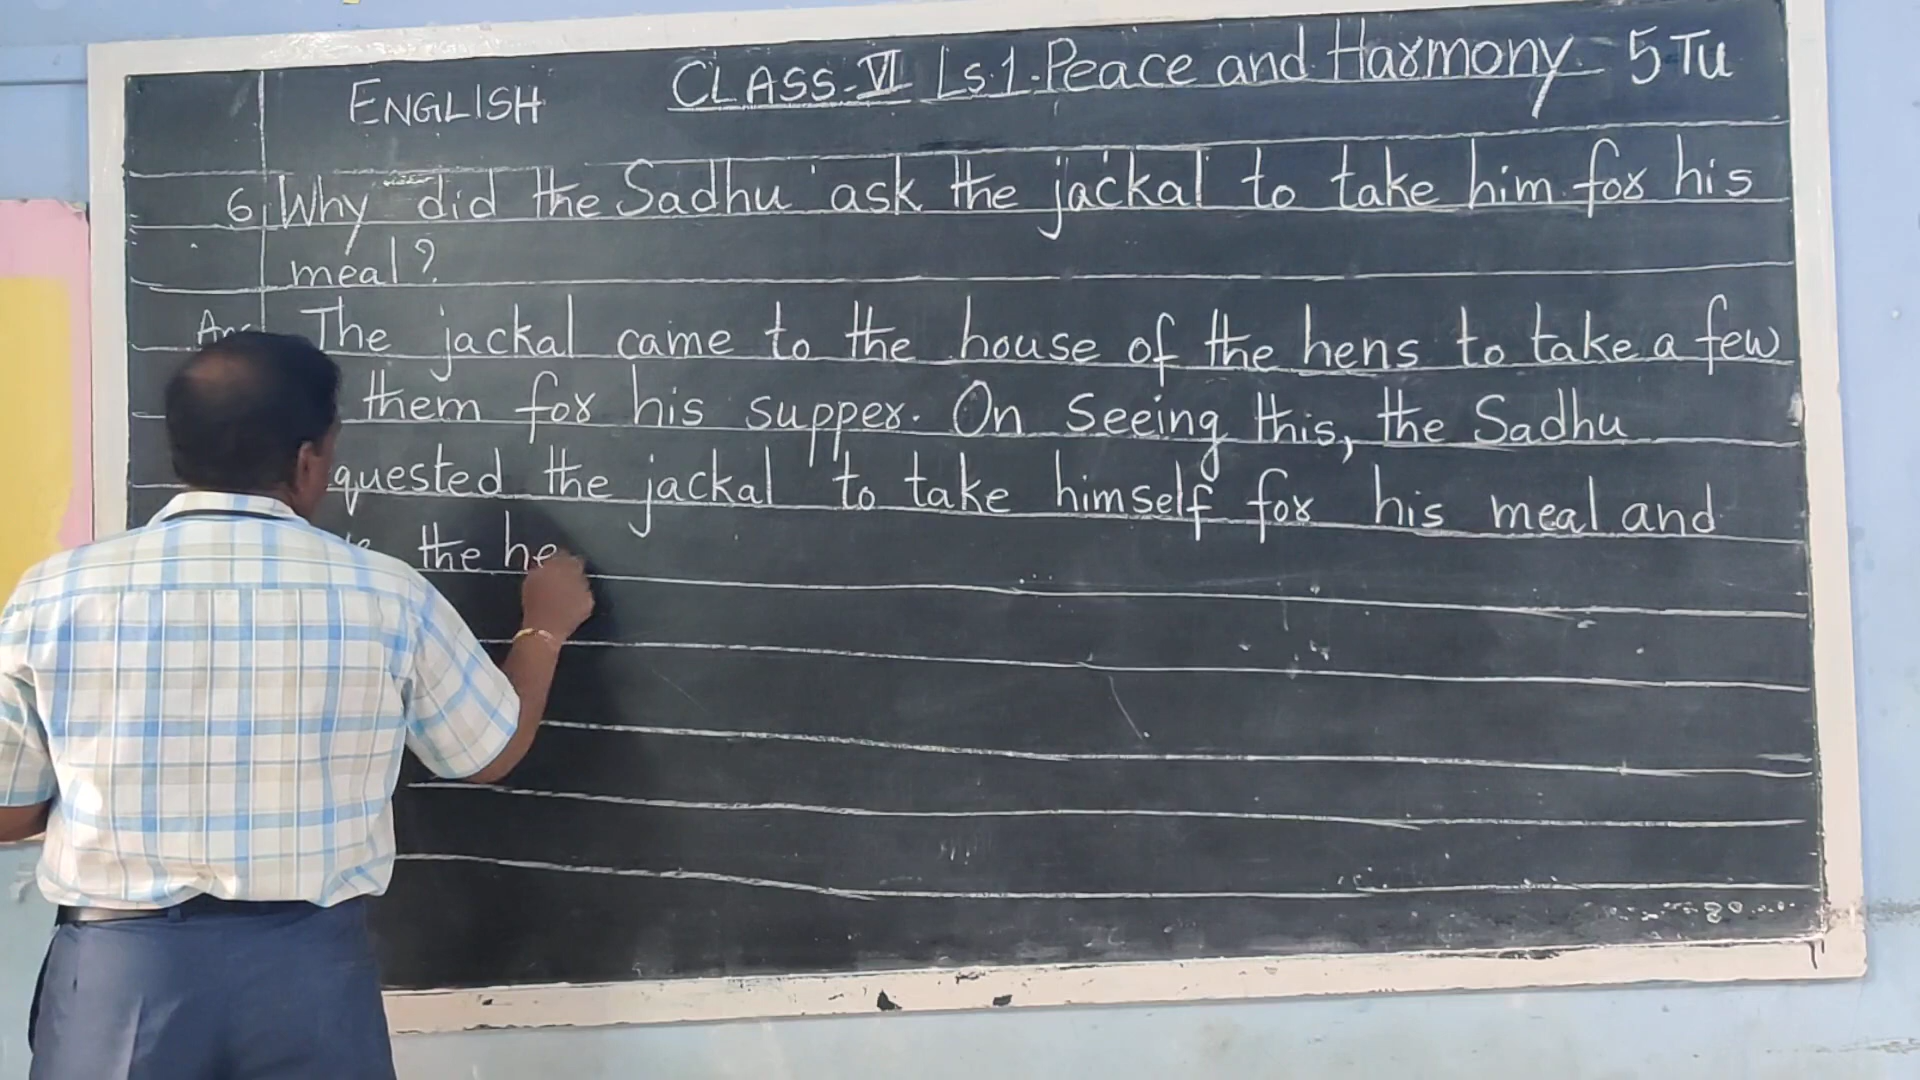 ENGLISH CLASS-VI Ls.1.Peace and Harmony 5 Tu
6, Why did the Sadhu ask the jackal to take him for his
meal?
The jackal came to the house of the hens to take a few
them for his supper. On seeing this, the Sadhu
quested the jackal to take himself for his meal and
the he